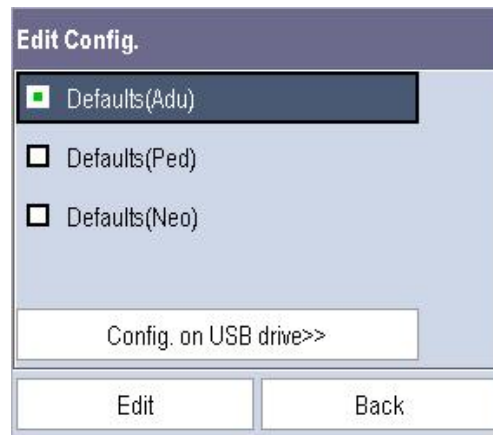 Edit Config.
Defaults(Adu)
Defaults(Ped)
Defaults(Neo)
Config. on USB drive>>
Edit Back